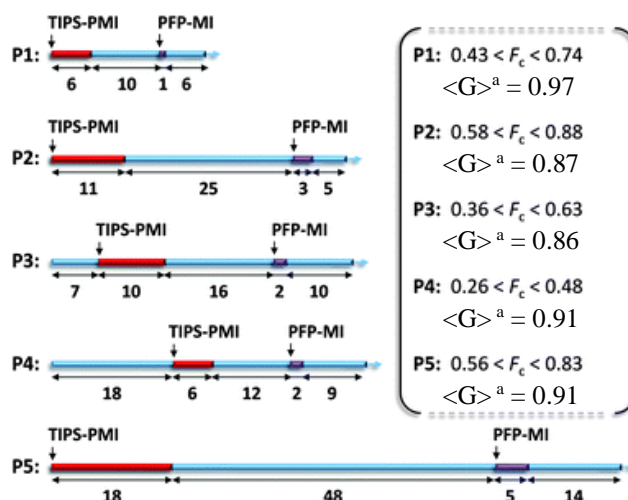 TIPS-PMI PFP-MI
P1:
6 10 1 6
TIPS-PMI PFP-MI
P2:
11 25 3 5
TIPS-PMI PFP-MI
P3:
7 10 16 2 10
TIPS-PMI PFP-MI
P4:
18 6 12 2 9
TIPS-PMI PFP-MI
P5:
18 48 5 14
P1: 0.43 < Fc < 0.74
<G> a = 0.97
P2: 0.58 < Fc < 0.88
<G> a = 0.87
P3: 0.36 < Fc < 0.63
<G> a = 0.86
P4: 0.26 < Fc < 0.48
<G> a = 0.91
P5: 0.56 < Fc < 0.83
<G> a = 0.91